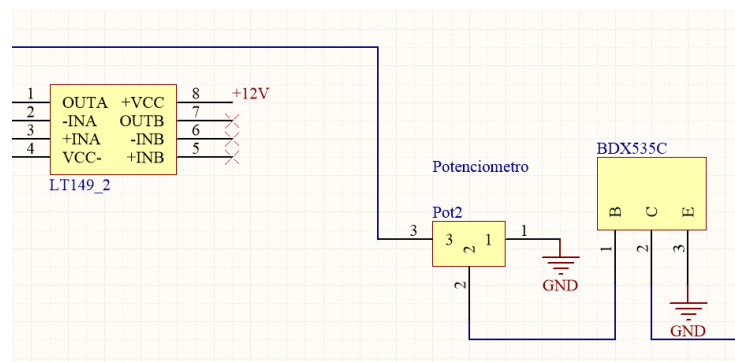 1 OUTA +VCC 8 +12V
2 -INA OUTB 7
3 +INA -INB 6
4 VCC- +INB 5
LT149_2
BDX535C
Potenciometro
B C E
Pot2
3 3 2 1 1
1 2 3
GND
2
GND